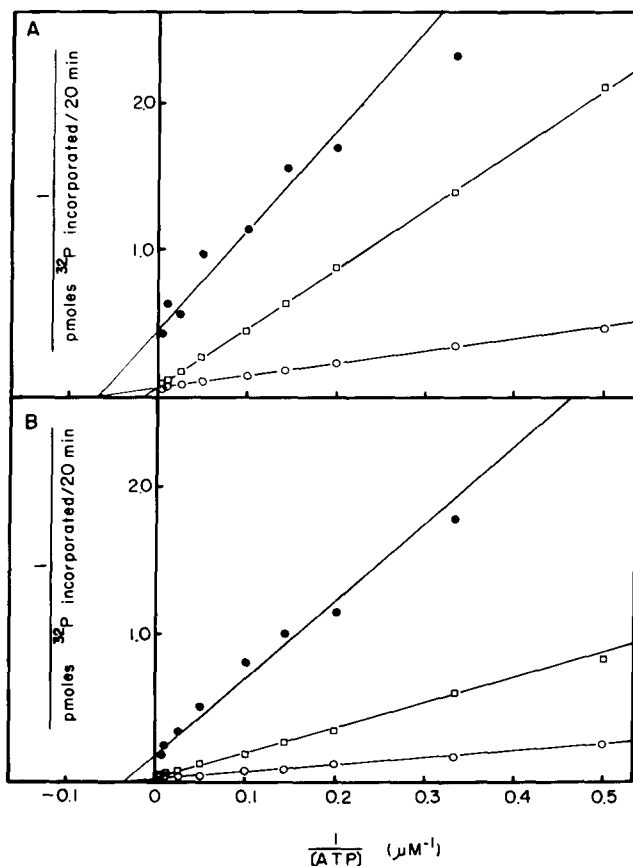 A
1
pmoles 32P incorporated/20 min
2.0
1.0
B
1
pmoles 32P incorporated/20 min
2.0
1.0
-0.1
0
0.1
0.2
0.3
0.4
0.5
1
[ATP]
(μM⁻¹)